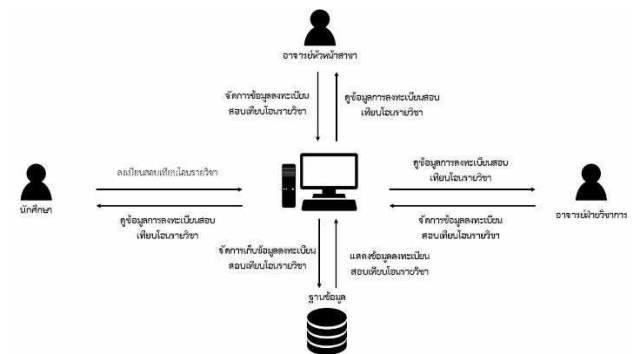 อาจารย์หัวหน้าสาขา
จัดการข้อมูลลงทะเบียน
สอบเทียบโอนรายวิชา
ดูข้อมูลการลงทะเบียนสอบ
เทียบโอนรายวิชา
ลงเบียนสอบเทียบโอนรายวิชา
นักศึกษา
ดูข้อมูลการลงทะเบียนสอบ
เทียบโอนรายวิชา
ดูข้อมูลการลงทะเบียนสอบ
เทียบโอนรายวิชา
จัดการข้อมูลลงทะเบียน
สอบเทียบโอนรายวิชา
อาจารย์ฝ่ายวิชาการ
จัดการเก็บข้อมูลลงทะเบียน
สอบเทียบโอนรายวิชา
แสดงข้อมูลลงทะเบียน
สอบเทียบโอนรายวิชา
ฐานข้อมูล